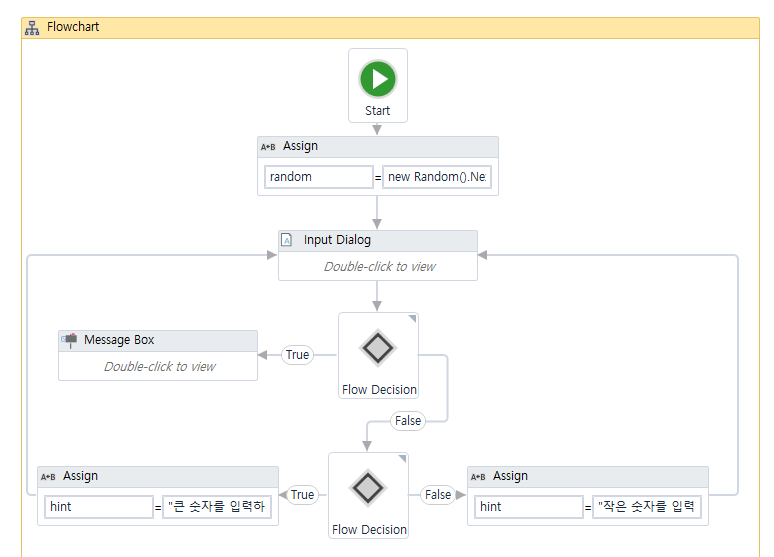 Flowchart
Start
A+B Assign
random = new Random().Ne
A Input Dialog
Double-click to view
Message Box
Double-click to view
True
Flow Decision
False
A+B Assign
hint = "큰 숫자를 입력하
True
Flow Decision
False
A+B Assign
hint = "작은 숫자를 입력